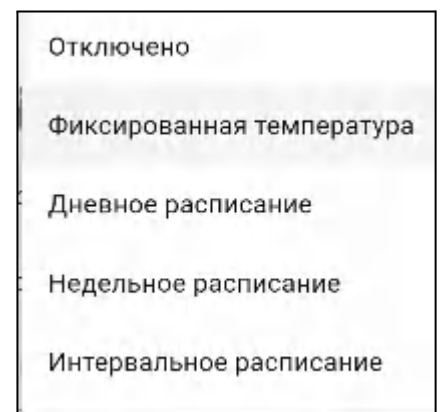 Отключено
Фиксированная температура
Дневное расписание
Недельное расписание
Интервальное расписание